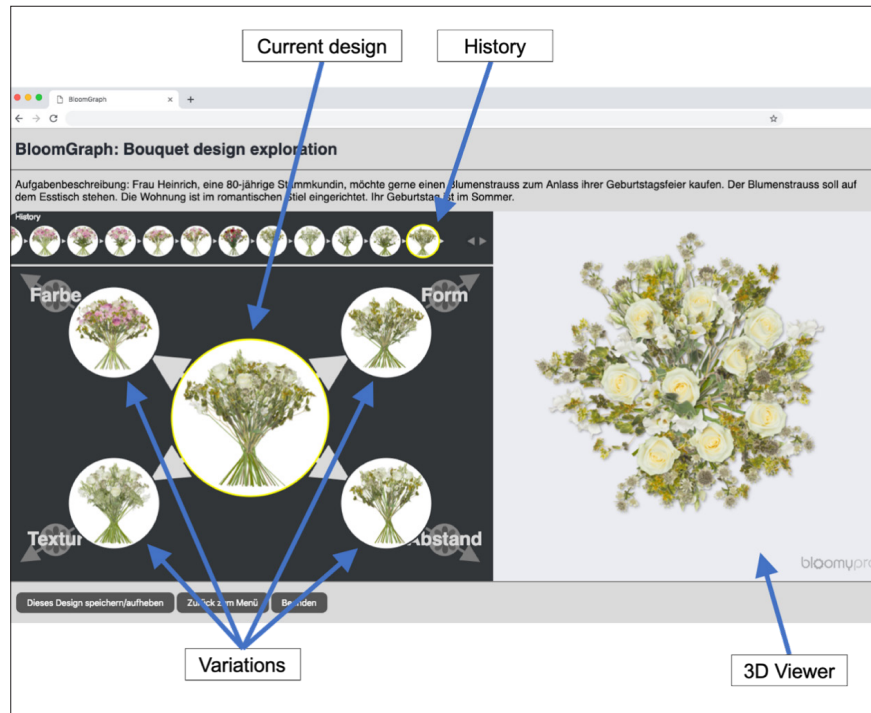 Current design
History
BloomGraph
BloomGraph: Bouquet design exploration
Aufgabenbeschreibung: Frau Heinrich, eine 80-jährige Stammkundin, möchte gerne einen Blumenstrauss zum Anlass ihrer Geburtstagsfeier kaufen. Der Blumenstrauss soll auf
dem Esstisch stehen. Die Wohnung ist im romantischen Stiel eingerichtet. Ihr Geburtstag ist im Sommer.
History
Farbe
Form
Textur
Abstand
bloomypro
Dieses Design speichern/aufheben
Zurück zum Menü
Beenden
Variations
3D Viewer